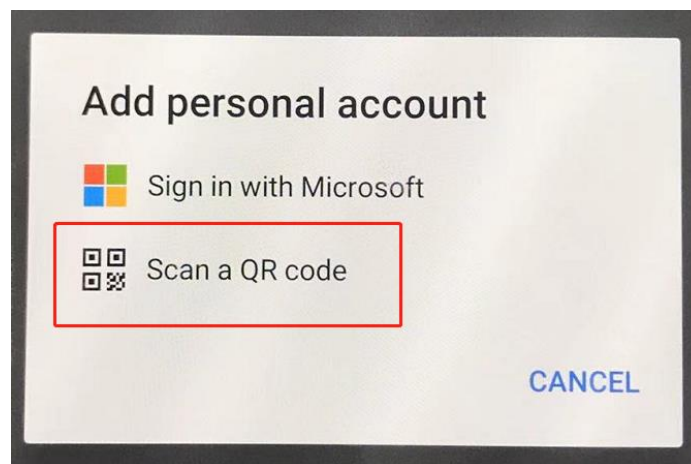 Add personal account
Sign in with Microsoft
Scan a QR code
CANCEL